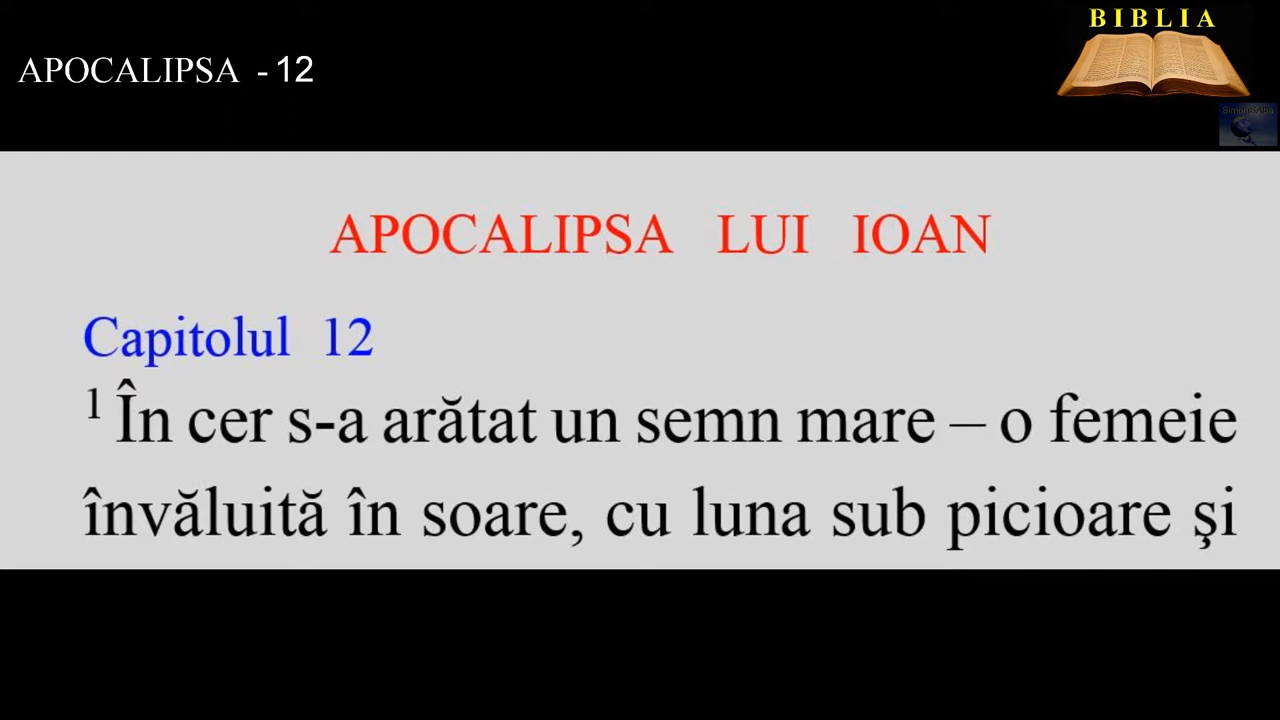 BIBLIA
APOCALIPSA - 12
APOCALIPSA LUI IOAN
Capitolul 12
1 În cer s-a arătat un semn mare – o femeie
învăluită în soare, cu luna sub picioare şi